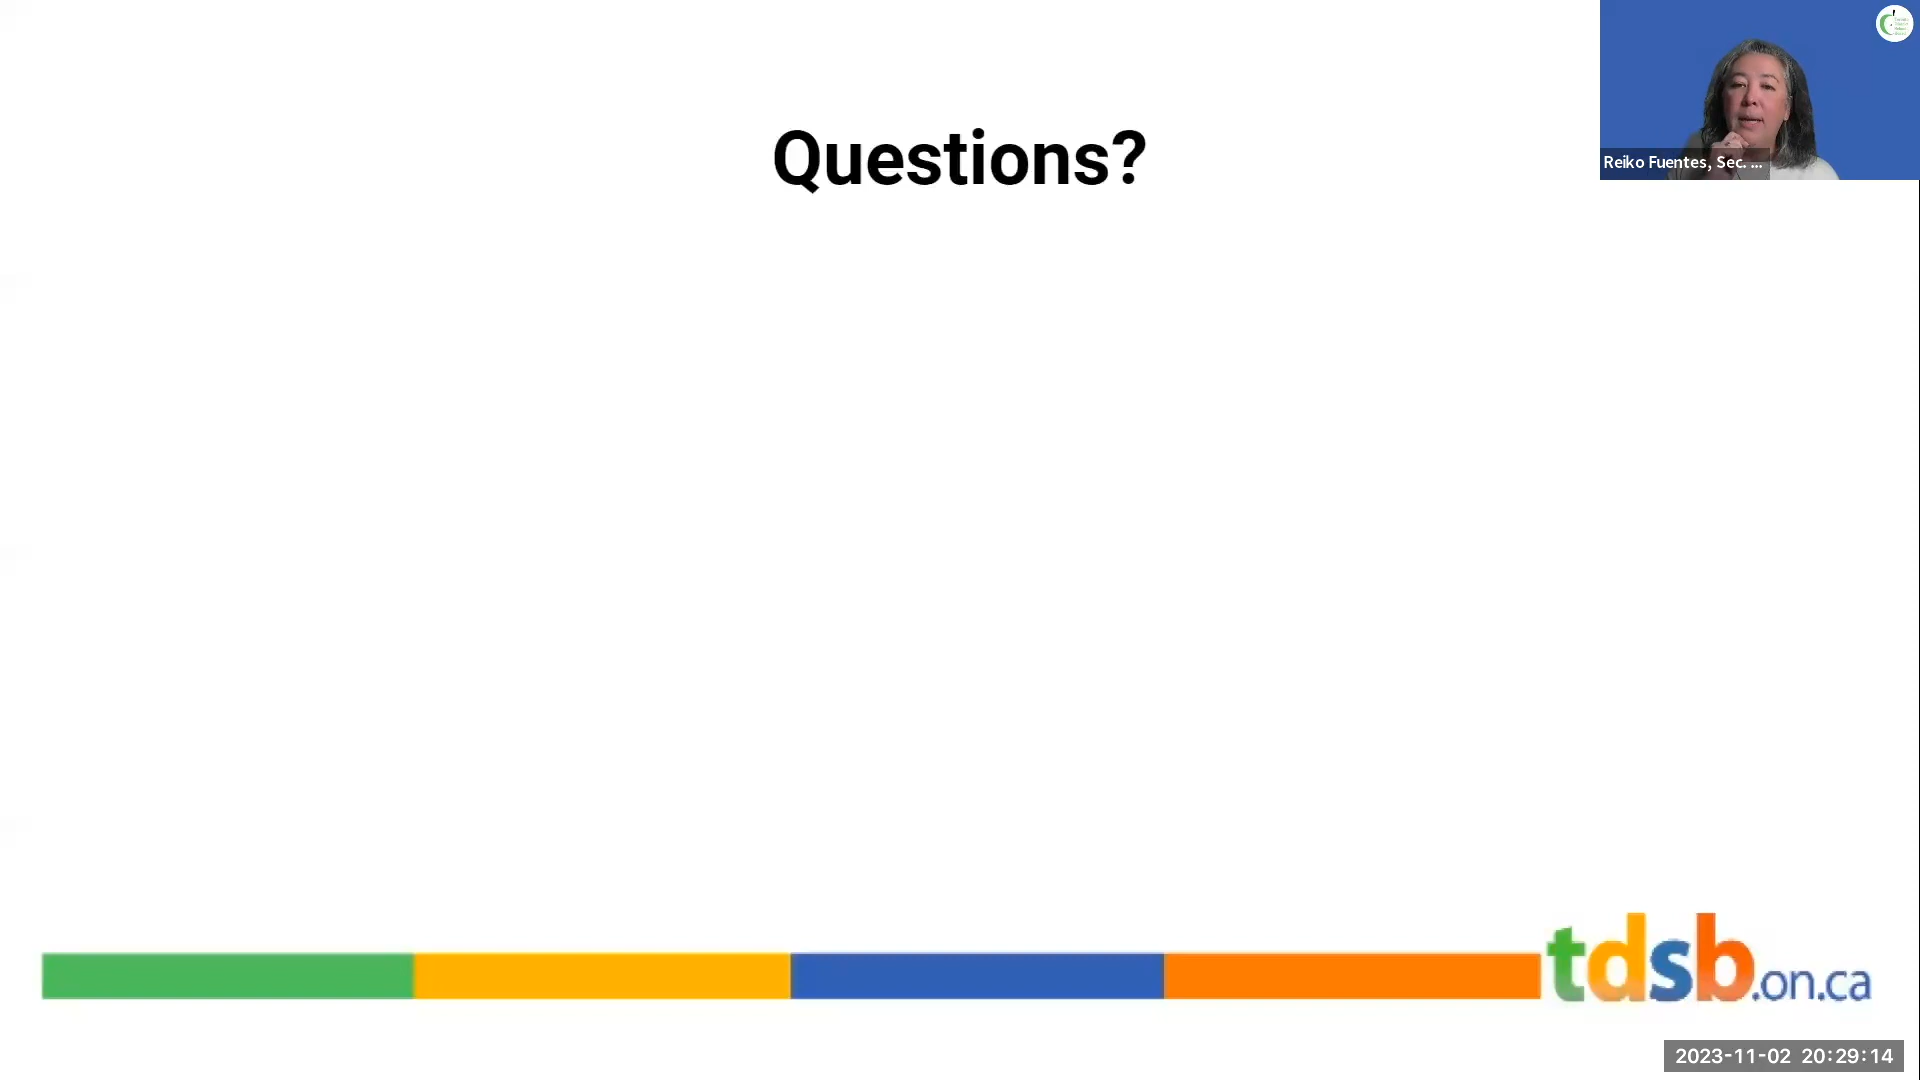 Questions?
Reiko Fuentes, Sec. ...
tdsb.on.ca
2023-11-02 20:29:14